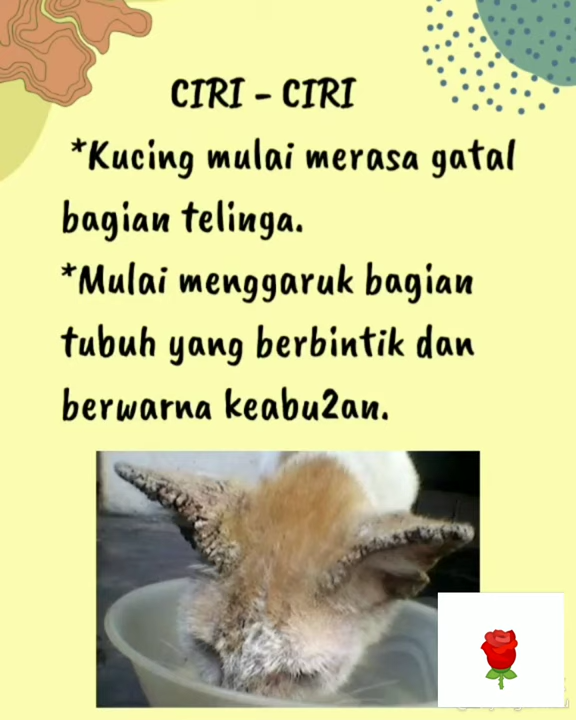 CIRI - CIRI
*Kucing mulai merasa gatal
bagian telinga.
*Mulai menggaruk bagian
tubuh yang berbintik dan
berwarna keabu2an.